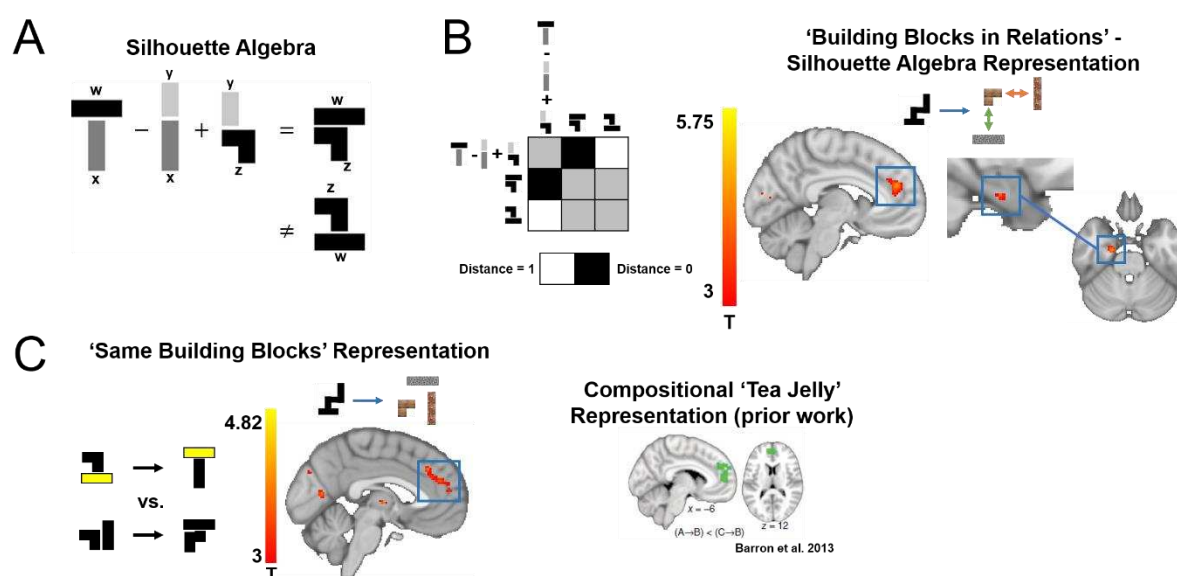 A
Silhouette Algebra
w
y
y
w
−
+
=
x
x
z
z
z
≠
w
B
-
+
- +
Distance = 1
Distance = 0
'Building Blocks in Relations' -
Silhouette Algebra Representation
5.75
3
T
C
'Same Building Blocks' Representation
4.82
vs.
3
T
Compositional 'Tea Jelly'
Representation (prior work)
x = −6
z = 12
(A→B) < (C→B)
Barron et al. 2013